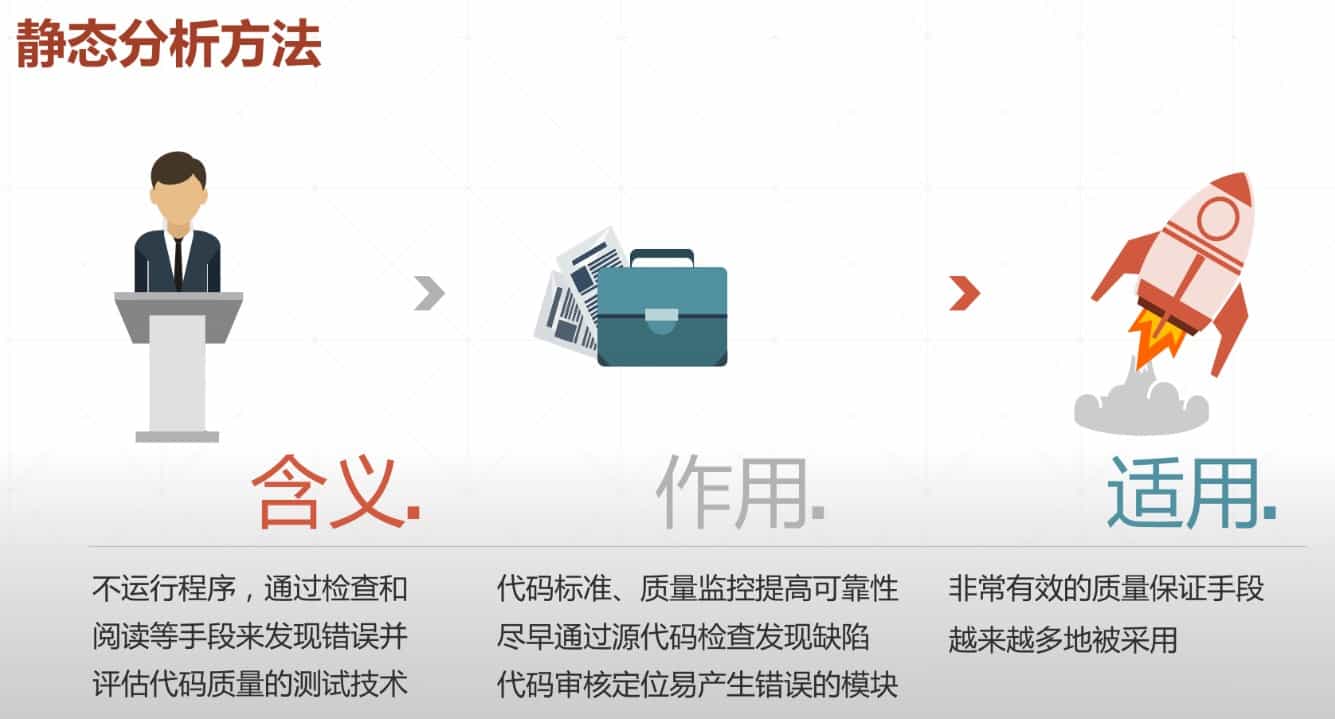 静态分析方法
含义.
不运行程序，通过检查和
阅读等手段来发现错误并
评估代码质量的测试技术
作用.
代码标准、质量监控提高可靠性
尽早通过源代码检查发现缺陷
代码审核定位易产生错误的模块
适用.
非常有效的质量保证手段
越来越多地被采用